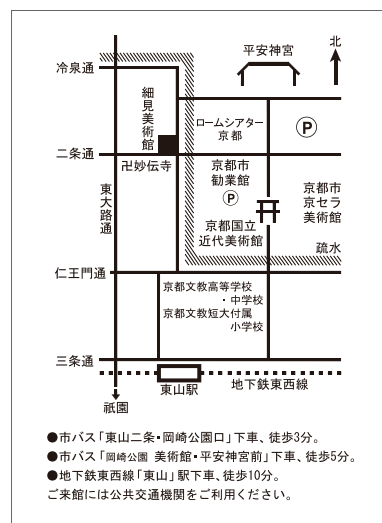 平安神宮
北
冷泉通
細見美術館
ロームシアター
京都
P
二条通
卍妙伝寺
京都市
勧業館
P
京都市
京セラ
美術館
東大路通
京都国立
近代美術館
疏水
仁王門通
京都文教高等学校
・中学校
京都文教短大付属
小学校
三条通
東山駅
地下鉄東西線
祇園
●市バス「東山二条・岡崎公園口」下車、徒歩3分。
●市バス「岡崎公園 美術館・平安神宮前」下車、徒歩5分。
●地下鉄東西線「東山」駅下車、徒歩10分。
ご来館には公共交通機関をご利用ください。